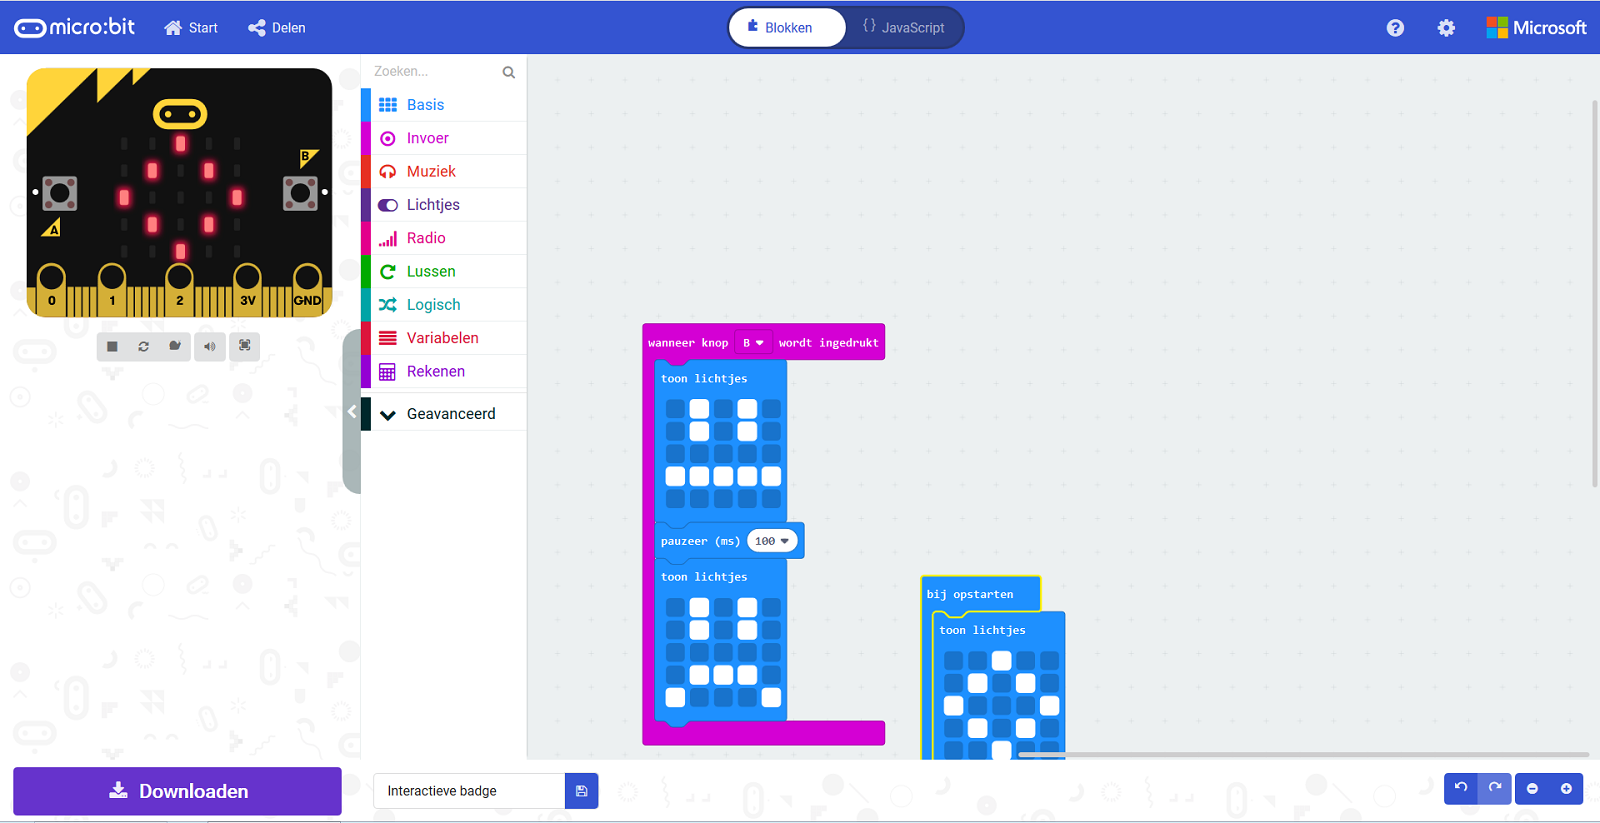 micro:bit
Start
Delen
Blokken
{} JavaScript
?
Microsoft
B
A
0 1 2 3V GND
Zoeken...
Basis
Invoer
Muziek
Lichtjes
Radio
Lussen
Logisch
Variabelen
Rekenen
Geavanceerd
wanneer knop B wordt ingedrukt
toon lichtjes
pauzeer (ms) 100
toon lichtjes
bij opstarten
toon lichtjes
Downloaden
Interactieve badge